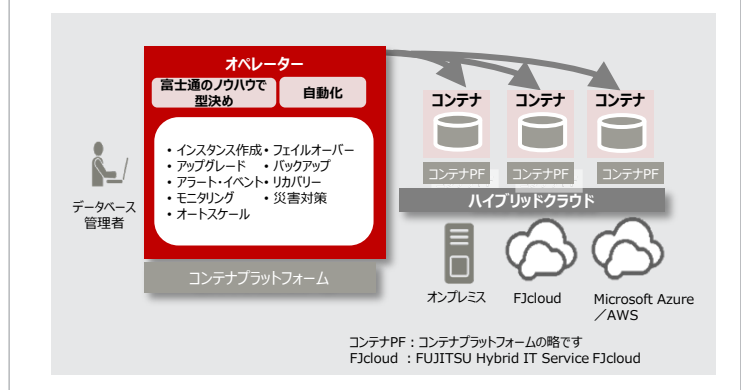 オペレーター
富士通のノウハウで
型決め
自動化
・インスタンス作成
・アップグレード
・アラート・イベント
・モニタリング
・オートスケール
・フェイルオーバー
・バックアップ
・リカバリー
・災害対策
データベース
管理者
コンテナプラットフォーム
コンテナ
コンテナ
コンテナ
コンテナPF
コンテナPF
コンテナPF
ハイブリッドクラウド
オンプレミス
FJcloud
Microsoft Azure
／AWS
コンテナPF：コンテナプラットフォームの略です
FJcloud ：FUJITSU Hybrid IT Service FJcloud